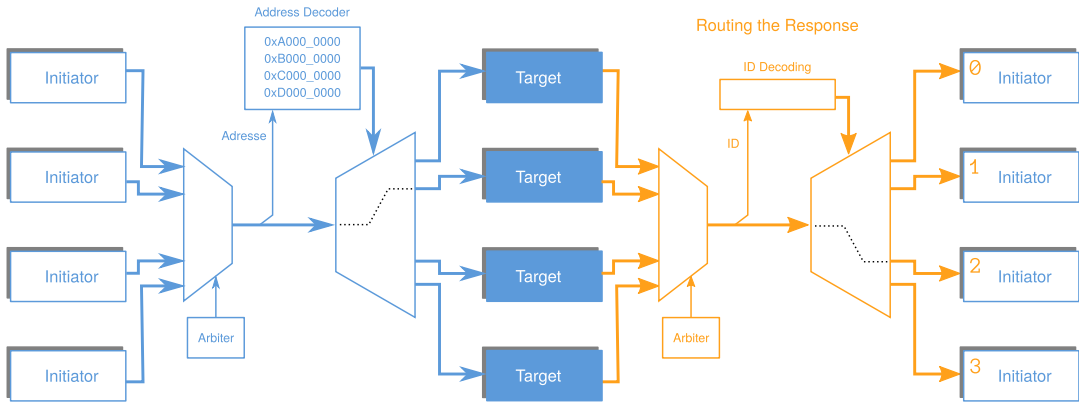 Address Decoder
0xA000_0000
0xB000_0000
0xC000_0000
0xD000_0000
Routing the Response
ID Decoding
Initiator
Target
0
Initiator
Adresse
ID
Initiator
Target
1
Initiator
Initiator
Target
2
Initiator
Arbiter
Arbiter
Initiator
Target
3
Initiator